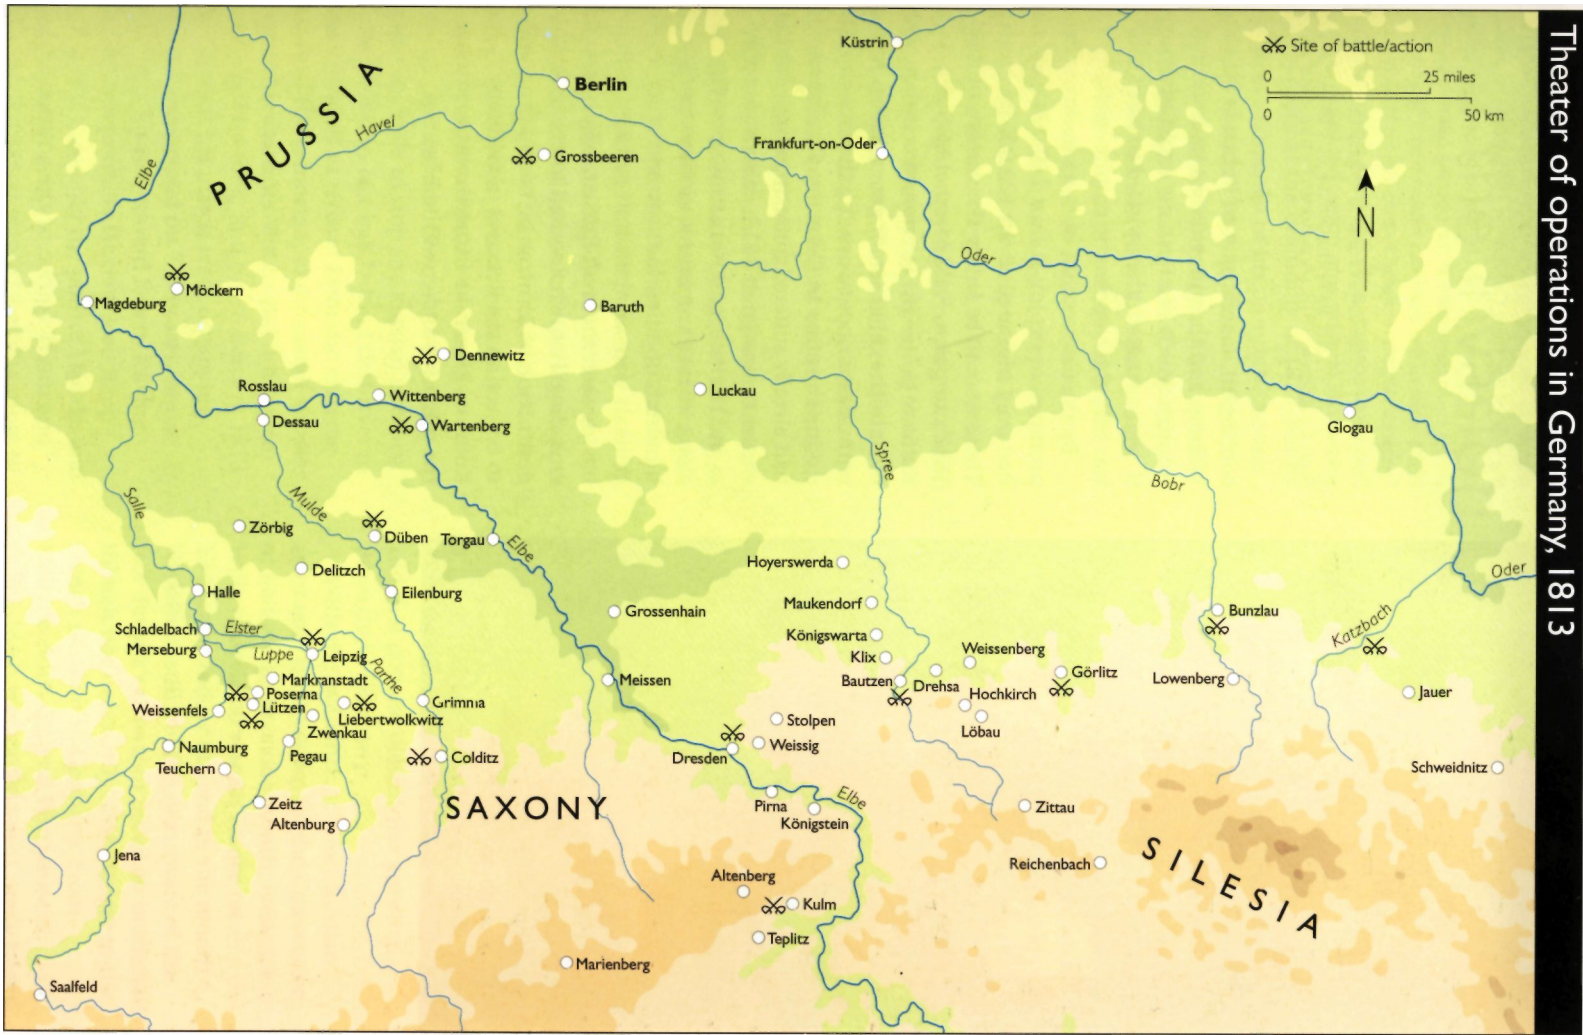 Theater of operations in Germany, 1813
Site of battle/action
0 25 miles
0 50 km
N
PRUSSIA
SAXONY
SILESIA
Küstrin
Berlin
Havel
Elbe
Grossbeeren
Frankfurt-on-Oder
Oder
Möckern
Magdeburg
Baruth
Dennewitz
Rosslau
Wittenberg
Luckau
Dessau
Wartenberg
Glogau
Spree
Bobr
Salle
Mulde
Zörbig
Düben
Torgau
Elbe
Hoyerswerda
Oder
Delitzch
Halle
Eilenburg
Grossenhain
Maukendorf
Bunzlau
Katzbach
Schladelbach
Elster
Königswarta
Merseburg
Luppe
Leipzig
Parthe
Klix
Weissenberg
Görlitz
Lowenberg
Markranstadt
Meissen
Bautzen
Drehsa
Hochkirch
Jauer
Poserna
Lützen
Grimma
Weissenfels
Liebertwolkwitz
Zwenkau
Stolpen
Löbau
Naumburg
Pegau
Colditz
Dresden
Weissig
Teuchern
Schweidnitz
Zeitz
Pirna
Elbe
Zittau
Altenburg
Königstein
Jena
Reichenbach
Altenberg
Kulm
Teplitz
Marienberg
Saalfeld